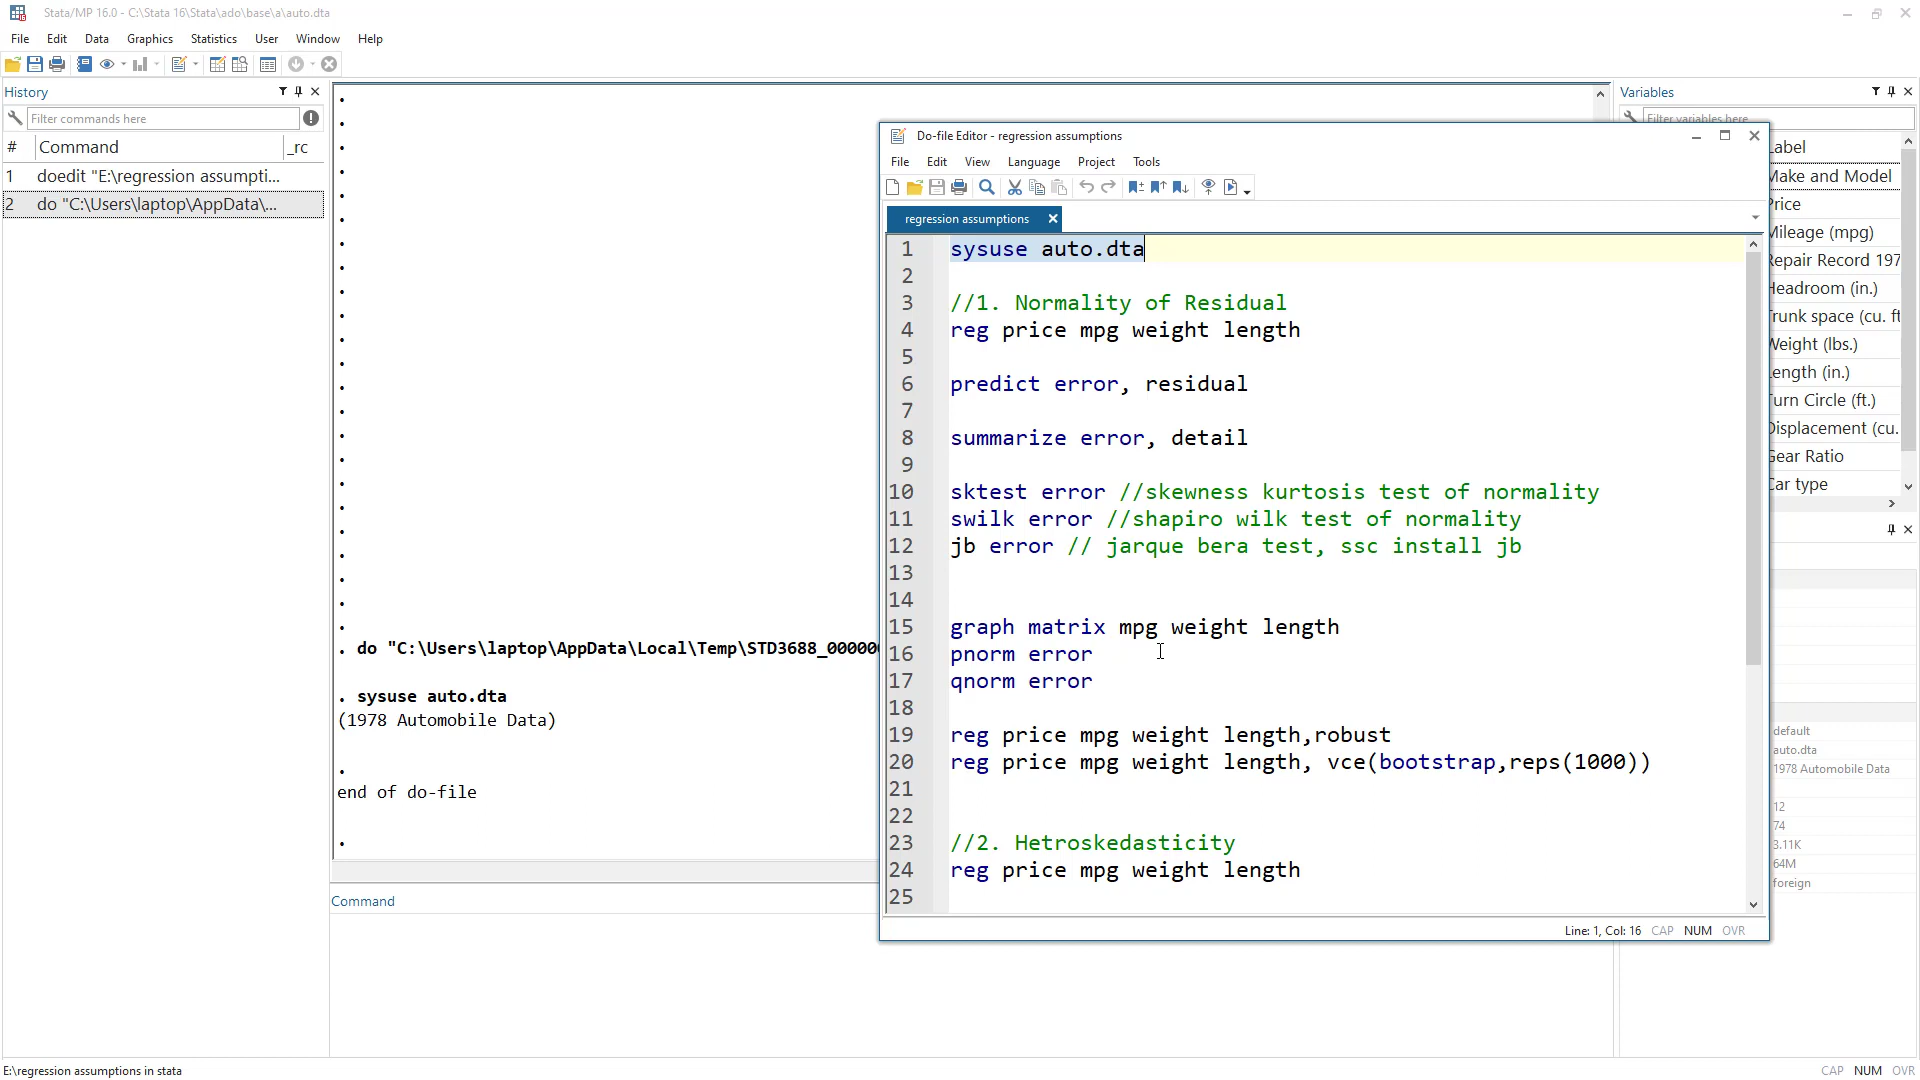 Stata/MP 16.0 - C:\Stata 16\Stata\ado\base\a\auto.dta
File Edit Data Graphics Statistics User Window Help
History
Filter commands here
# Command _rc
1 doedit "E:\regression assumpti...
2 do "C:\Users\laptop\AppData\...
. do "C:\Users\laptop\AppData\Local\Temp\STD3688_00000
. sysuse auto.dta
(1978 Automobile Data)
.
end of do-file
.
Command
Do-file Editor - regression assumptions
File Edit View Language Project Tools
regression assumptions
1 sysuse auto.dta
2
3 //1. Normality of Residual
4 reg price mpg weight length
5
6 predict error, residual
7
8 summarize error, detail
9
10 sktest error //skewness kurtosis test of normality
11 swilk error //shapiro wilk test of normality
12 jb error // jarque bera test, ssc install jb
13
14
15 graph matrix mpg weight length
16 pnorm error
17 qnorm error
18
19 reg price mpg weight length,robust
20 reg price mpg weight length, vce(bootstrap,reps(1000))
21
22
23 //2. Hetroskedasticity
24 reg price mpg weight length
25
Line: 1, Col: 16 CAP NUM OVR
Variables
Filter variables here
Label
Make and Model
Price
Mileage (mpg)
Repair Record 197
Headroom (in.)
Trunk space (cu. ft
Weight (lbs.)
Length (in.)
Turn Circle (ft.)
Displacement (cu.
Gear Ratio
Car type
default
auto.dta
1978 Automobile Data
12
74
3.11K
64M
foreign
E:\regression assumptions in stata
CAP NUM OVR